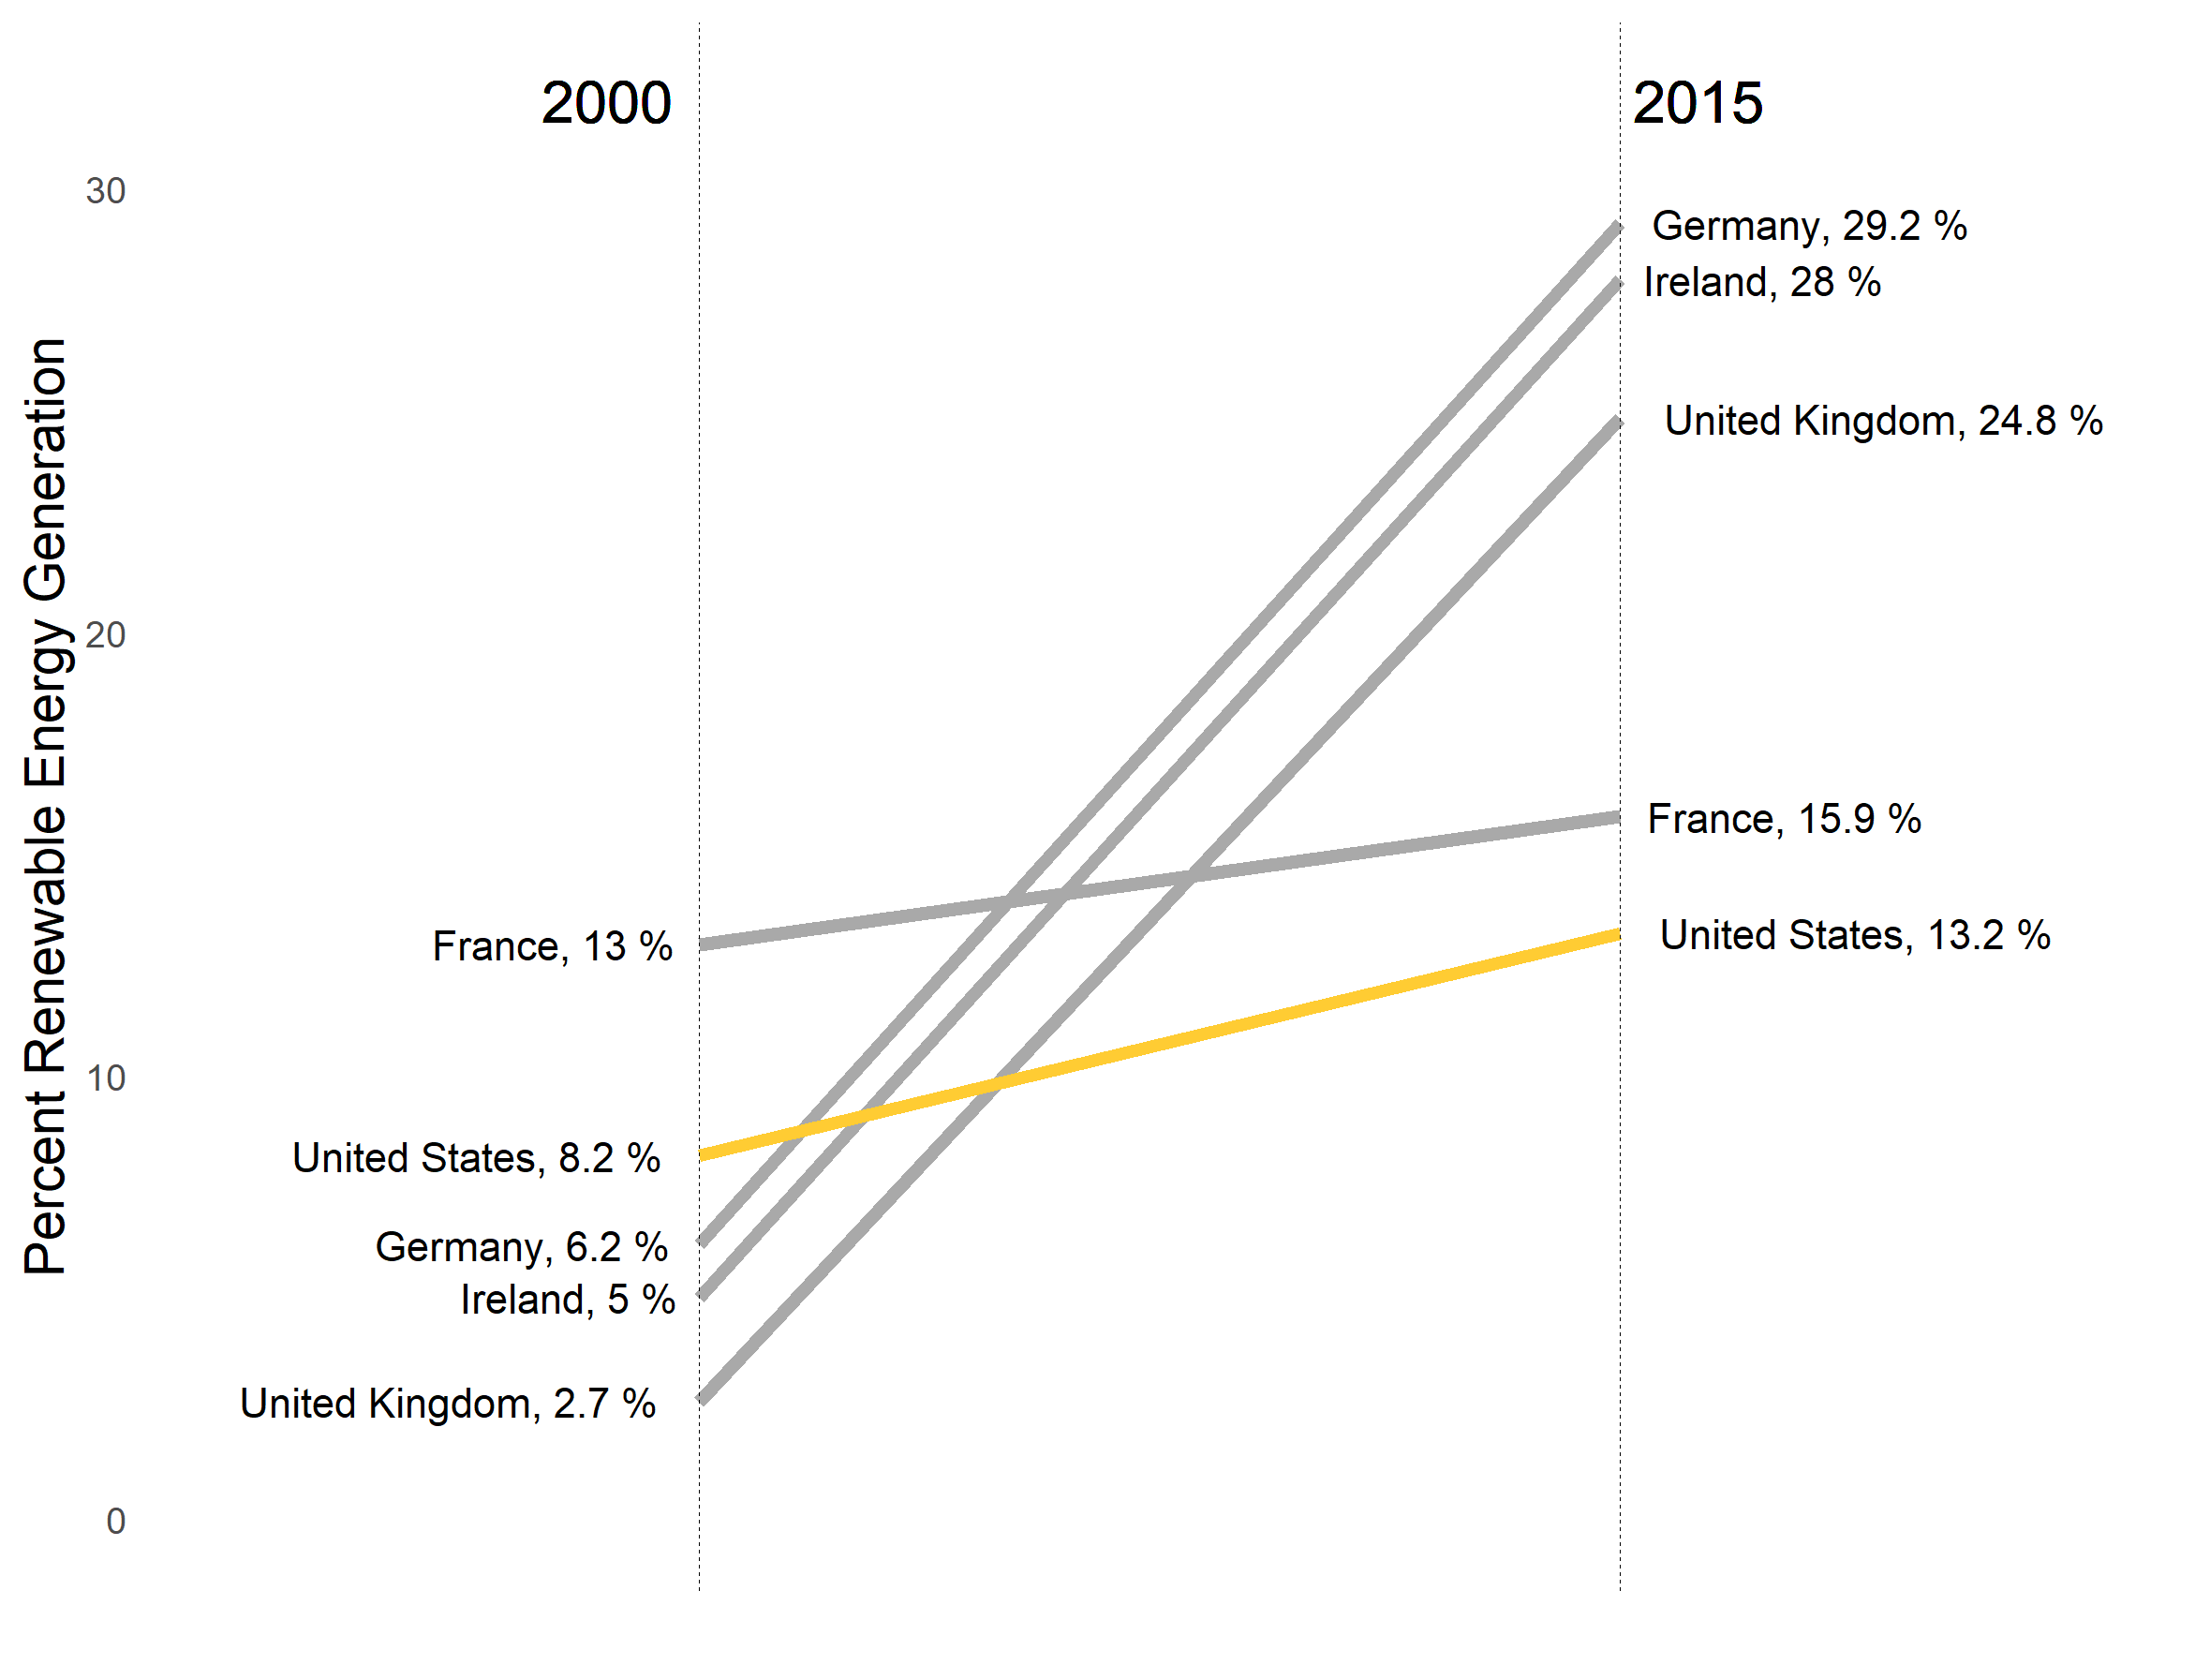 2000
2015
Percent Renewable Energy Generation
30
20
10
0
France, 13 %
United States, 8.2 %
Germany, 6.2 %
Ireland, 5 %
United Kingdom, 2.7 %
Germany, 29.2 %
Ireland, 28 %
United Kingdom, 24.8 %
France, 15.9 %
United States, 13.2 %